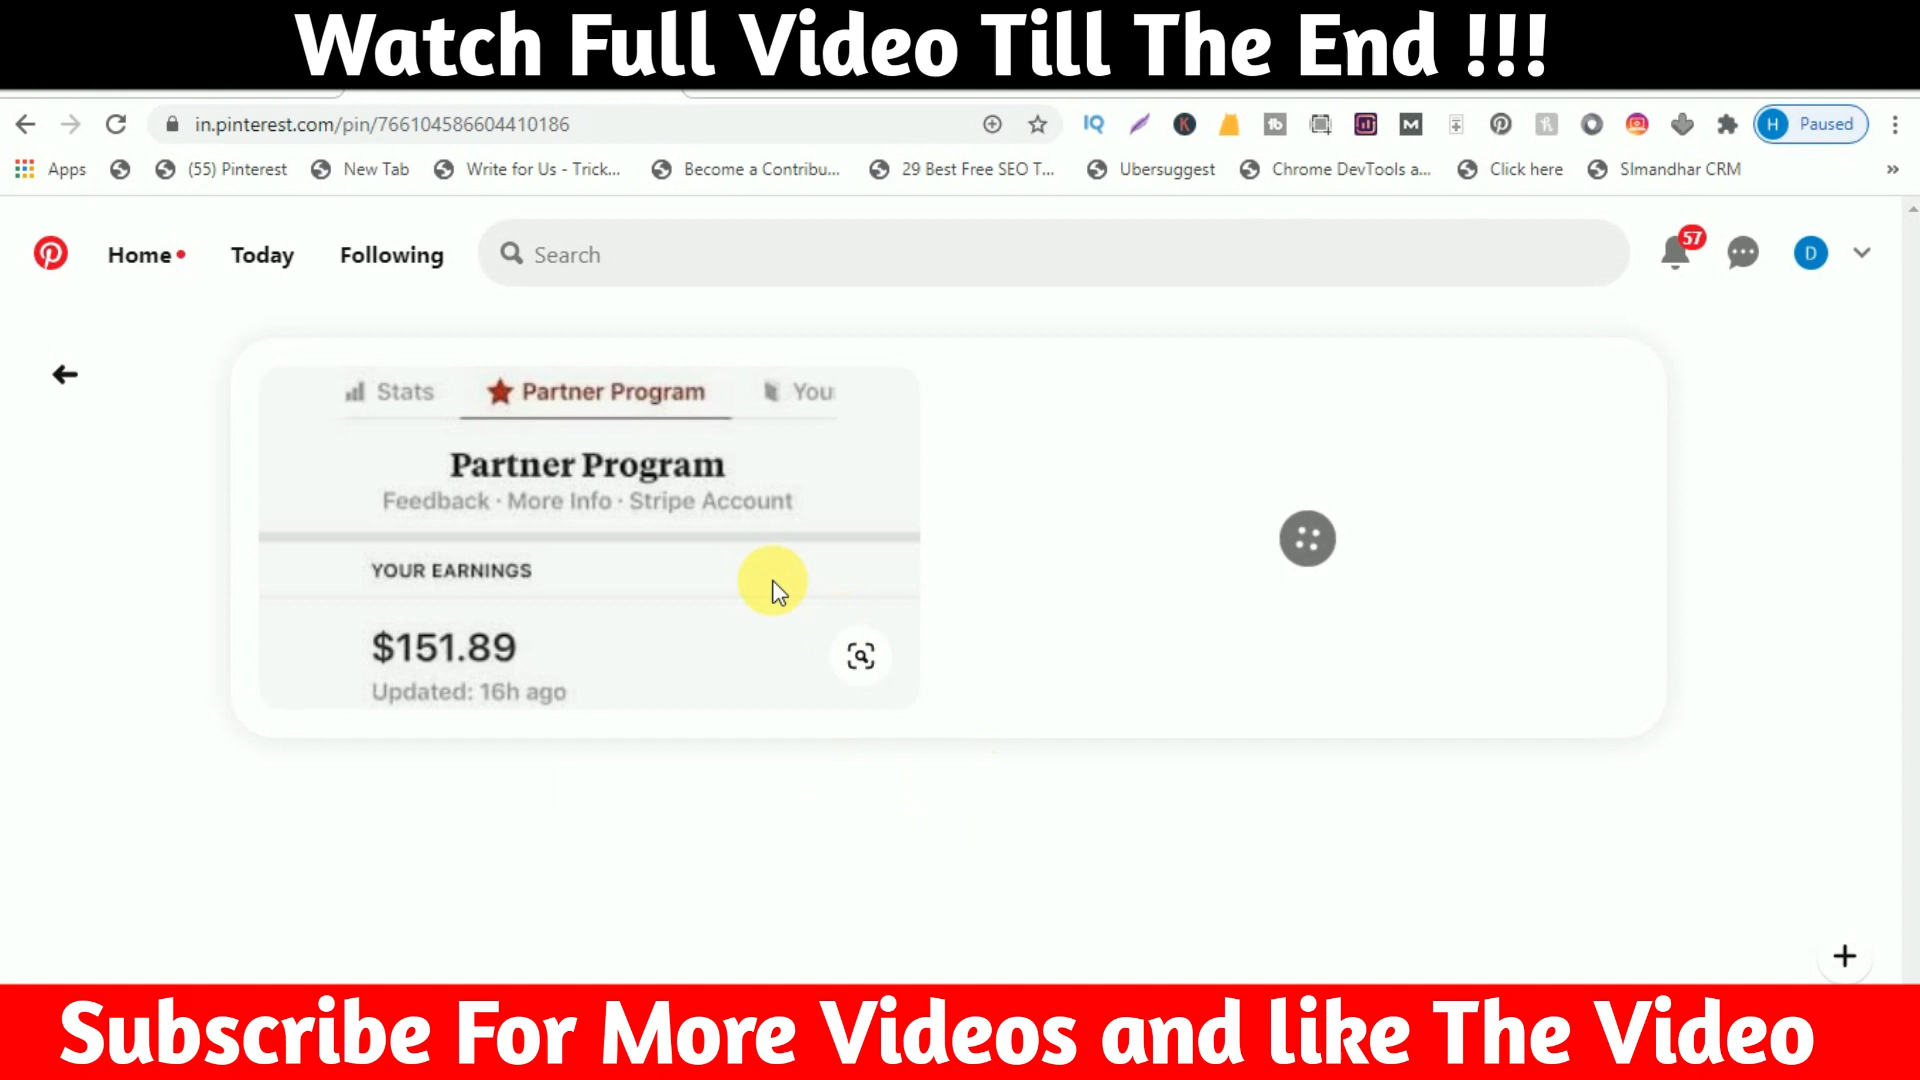 Watch Full Video Till The End !!!
in.pinterest.com/pin/766104586604410186
IQ
K
tb
M
h
H
Paused
Apps
(55) Pinterest
New Tab
Write for Us - Trick...
Become a Contribu...
29 Best Free SEO T...
Ubersuggest
Chrome DevTools a...
Click here
SImandhar CRM
»
Home
Today
Following
Search
57
D
Stats
Partner Program
You
Partner Program
Feedback · More Info · Stripe Account
YOUR EARNINGS
$151.89
Updated: 16h ago
Subscribe For More Videos and like The Video